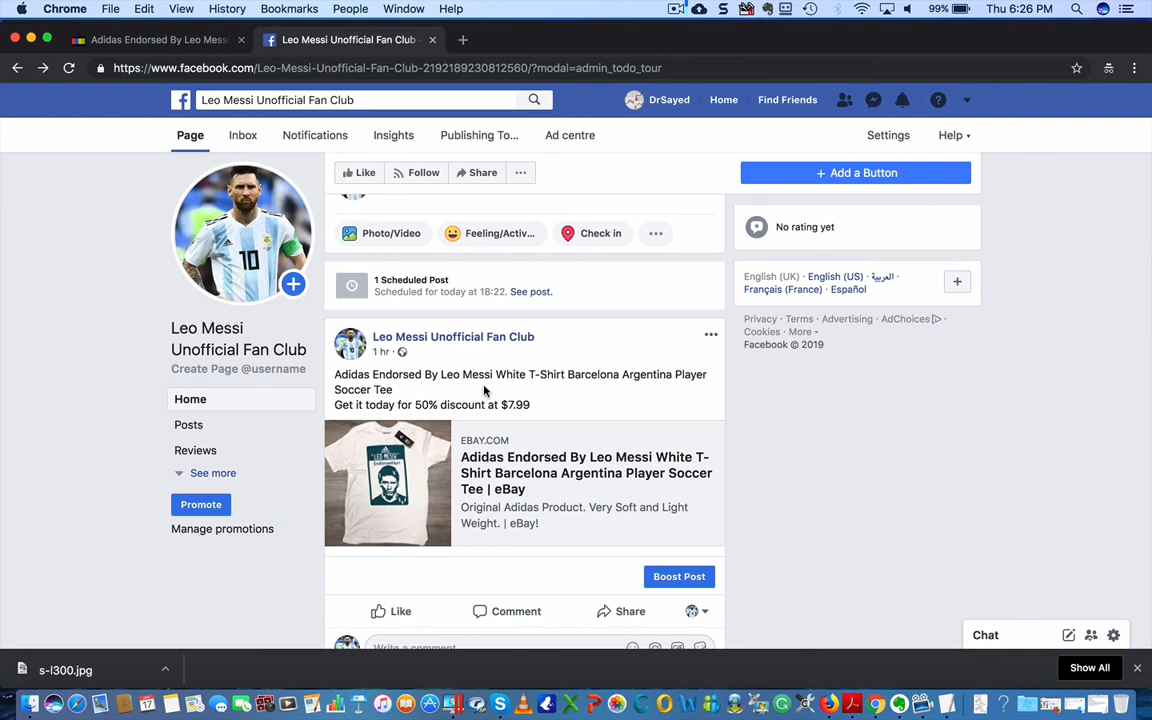 Chrome File Edit View History Bookmarks People Window Help 99% Thu 6:26 PM
Adidas Endorsed By Leo Mess
Leo Messi Unofficial Fan Club
https://www.facebook.com/Leo-Messi-Unofficial-Fan-Club-2192189230812560/?modal=admin_todo_tour
Leo Messi Unofficial Fan Club
DrSayed Home Find Friends
Page Inbox Notifications Insights Publishing To... Ad centre Settings Help
Like Follow Share ... + Add a Button
Photo/Video Feeling/Activ... Check in ...
No rating yet
1 Scheduled Post
Scheduled for today at 18:22. See post.
English (UK) · English (US) · العربية ·
Français (France) · Español
Privacy · Terms · Advertising · AdChoices
Cookies · More
Facebook © 2019
10
Leo Messi
Unofficial Fan Club
Create Page @username
Home
Posts
Reviews
See more
Promote
Manage promotions
Leo Messi Unofficial Fan Club
1 hr ·
Adidas Endorsed By Leo Messi White T-Shirt Barcelona Argentina Player
Soccer Tee
Get it today for 50% discount at $7.99
EBAY.COM
Adidas Endorsed By Leo Messi White T-
Shirt Barcelona Argentina Player Soccer
Tee | eBay
Original Adidas Product. Very Soft and Light
Weight. | eBay!
"LEO MESSI"
Boost Post
Like Comment Share
Write a comment
Chat
s-l300.jpg
Show All